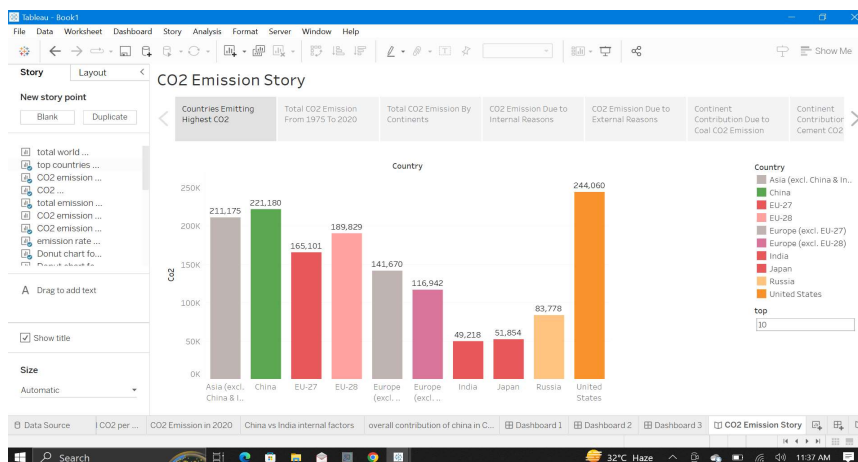 Tableau - Book1
File Data Worksheet Dashboard Story Analysis Format Server Window Help
Show Me
Story Layout
New story point
Blank Duplicate
total world ...
top countries ...
CO2 emission ...
CO2 ...
total emission ...
CO2 emission ...
CO2 emission ...
emission rate ...
Donut chart fo...
A Drag to add text
Show title
Size
Automatic
CO2 Emission Story
Countries Emitting
Highest CO2
Total CO2 Emission
From 1975 To 2020
Total CO2 Emission By
Continents
CO2 Emission Due to
Internal Reasons
CO2 Emission Due to
External Reasons
Continent
Contribution Due to
Coal CO2 Emission
Continent
Contribution
Cement CO2
Country
Co2
250K
200K
150K
100K
50K
0K
211,175
221,180
165,101
189,829
141,670
116,942
49,218
51,854
83,778
244,060
Asia (excl.
China & I..
China
EU-27
EU-28
Europe
(excl. ..
Europe
(excl. ..
India
Japan
Russia
United
States
Country
Asia (excl. China & In..
China
EU-27
EU-28
Europe (excl. EU-27)
Europe (excl. EU-28)
India
Japan
Russia
United States
top
10
Data Source
CO2 per ...
CO2 Emission in 2020
China vs India internal factors
overall contribution of china in C...
Dashboard 1
Dashboard 2
Dashboard 3
CO2 Emission Story
Search
32°C Haze
11:37 AM